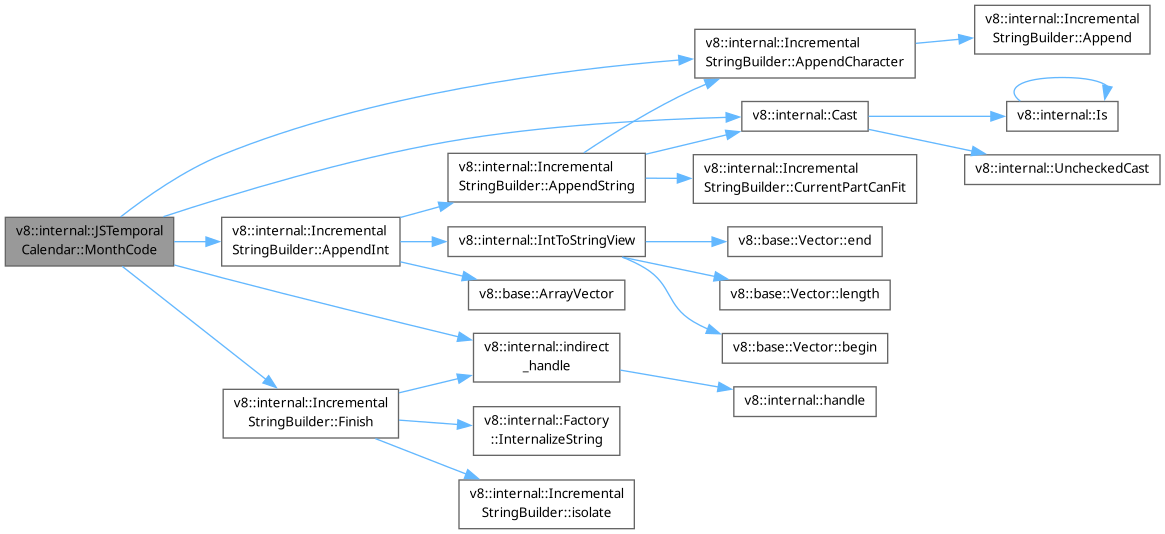 v8::internal::JSTemporal
Calendar::MonthCode
v8::internal::Incremental
StringBuilder::AppendCharacter
v8::internal::Incremental
StringBuilder::Append
v8::internal::Cast
v8::internal::Is
v8::internal::UncheckedCast
v8::internal::Incremental
StringBuilder::AppendInt
v8::internal::Incremental
StringBuilder::AppendString
v8::internal::Incremental
StringBuilder::CurrentPartCanFit
v8::internal::IntToStringView
v8::base::Vector::end
v8::base::Vector::length
v8::base::Vector::begin
v8::base::ArrayVector
v8::internal::indirect
_handle
v8::internal::handle
v8::internal::Incremental
StringBuilder::Finish
v8::internal::Factory
::InternalizeString
v8::internal::Incremental
StringBuilder::isolate